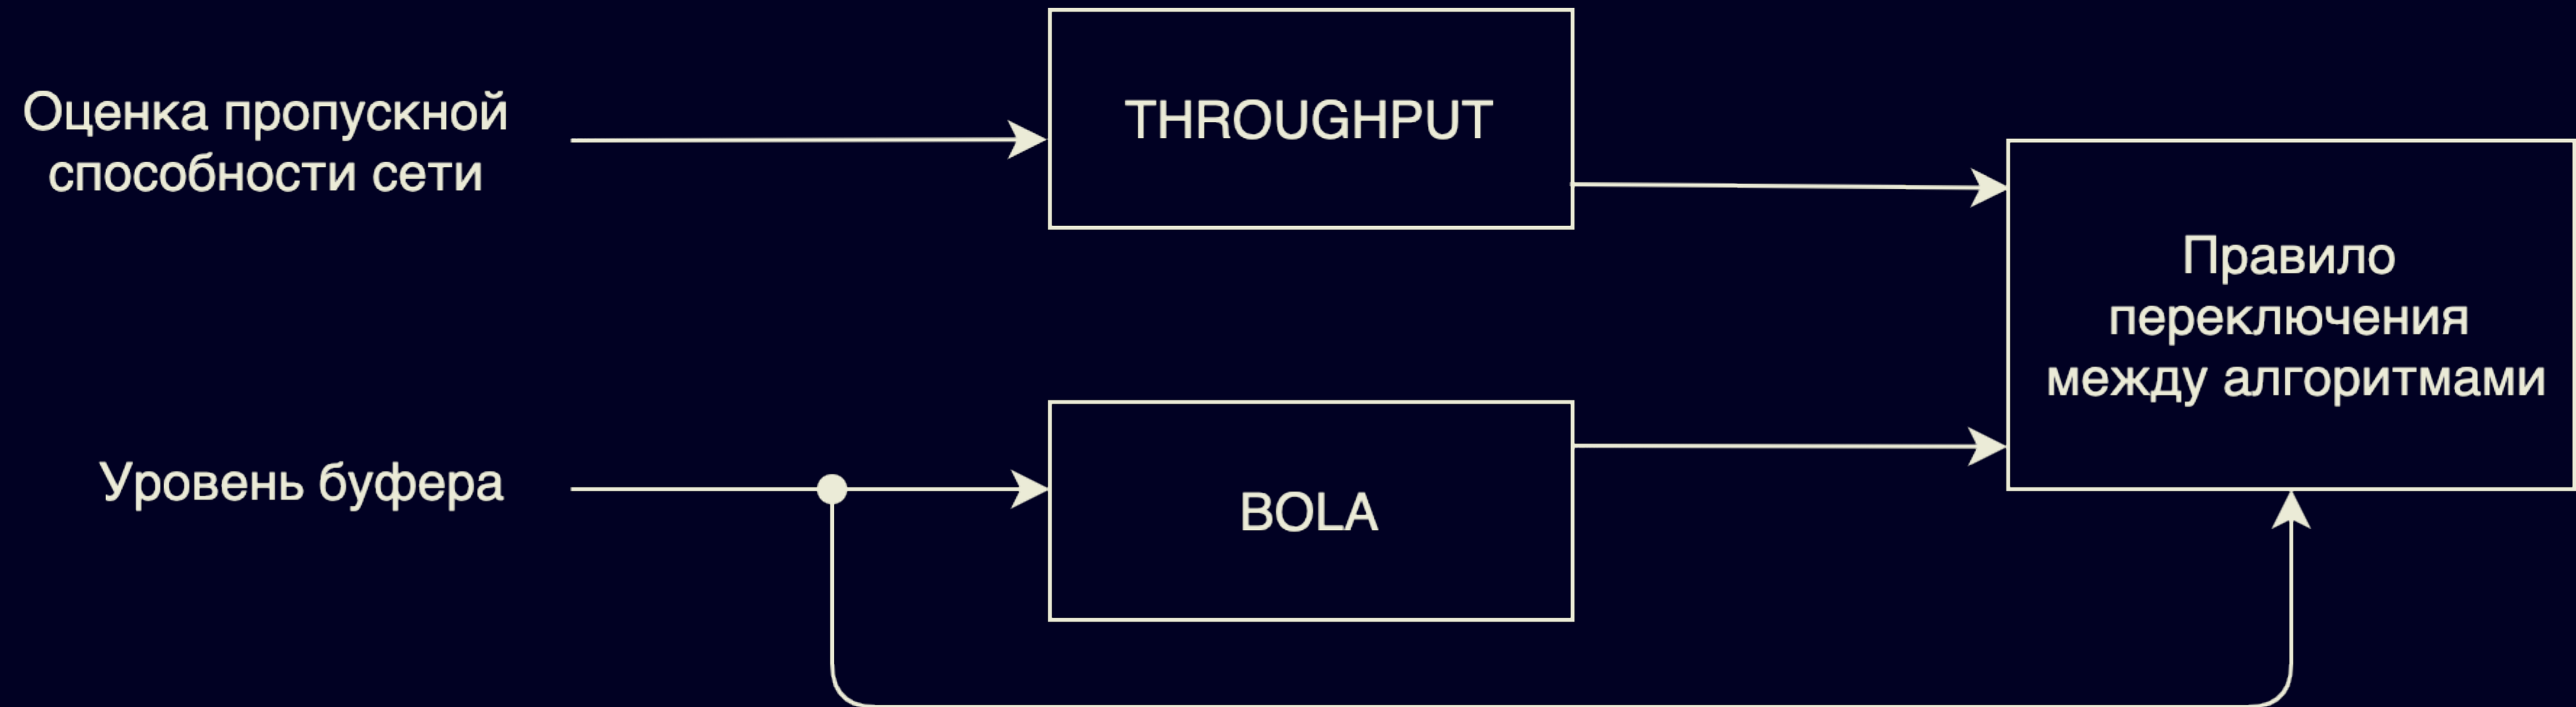 Оценка пропускной
способности сети
THROUGHPUT
Правило
переключения
между алгоритмами
Уровень буфера
BOLA